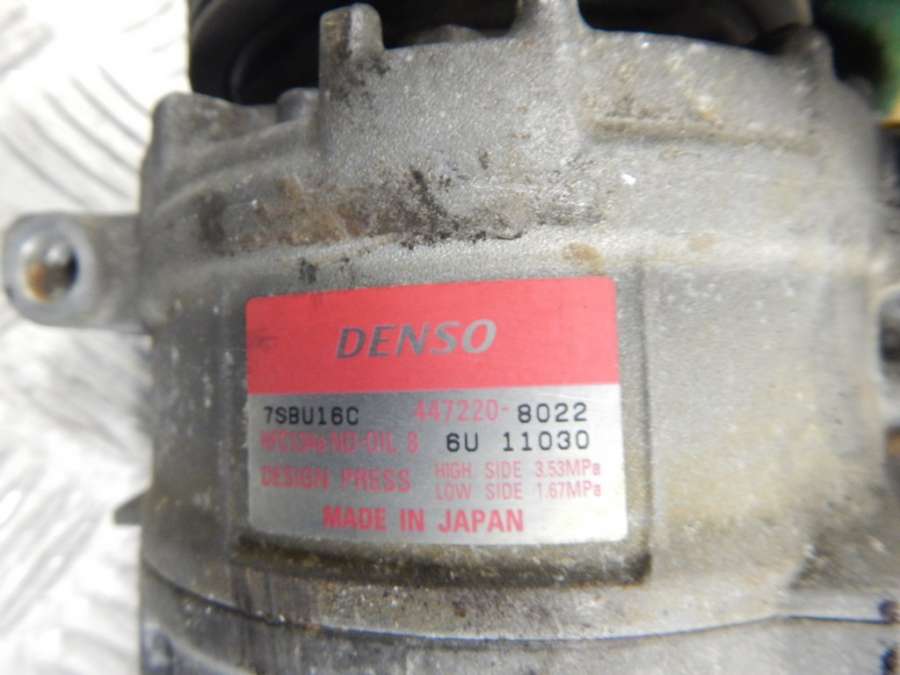 DENSO
7SBU16C 447220-8022
HFC134a ND-OIL 8 6U 11030
DESIGN PRESS HIGH SIDE 3.53MPa
LOW SIDE 1.67MPa
MADE IN JAPAN